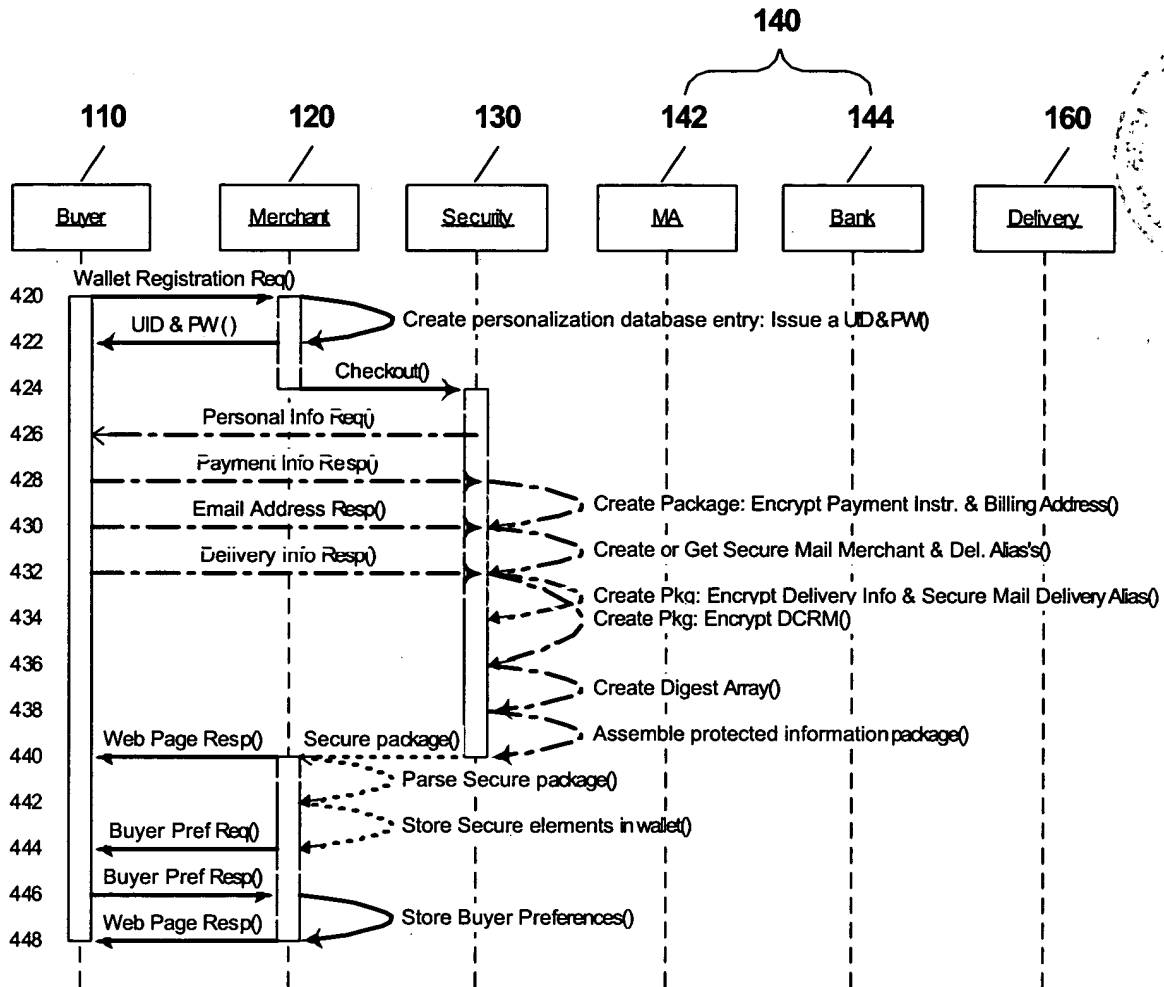 140
110 120 130 142 144 160
Buyer Merchant Security MA Bank Delivery
Wallet Registration Req()
420
UID & PW ( )
Create personalization database entry: Issue a UID&PW()
422
Checkout()
424
Personal Info Req()
426
Payment Info Resp()
428
Create Package: Encrypt Payment Instr. & Billing Address()
Email Address Resp()
430
Create or Get Secure Mail Merchant & Del. Alias's()
Delivery info Resp()
432
Create Pkg: Encrypt Delivery Info & Secure Mail Delivery Alias()
434
Create Pkg: Encrypt DCRM()
436
Create Digest Array()
438
Assemble protected information package()
Web Page Resp() Secure package()
440
Parse Secure package()
442
Store Secure elements in wallet()
Buyer Pref Req()
444
Buyer Pref Resp()
446
Store Buyer Preferences()
Web Page Resp()
448